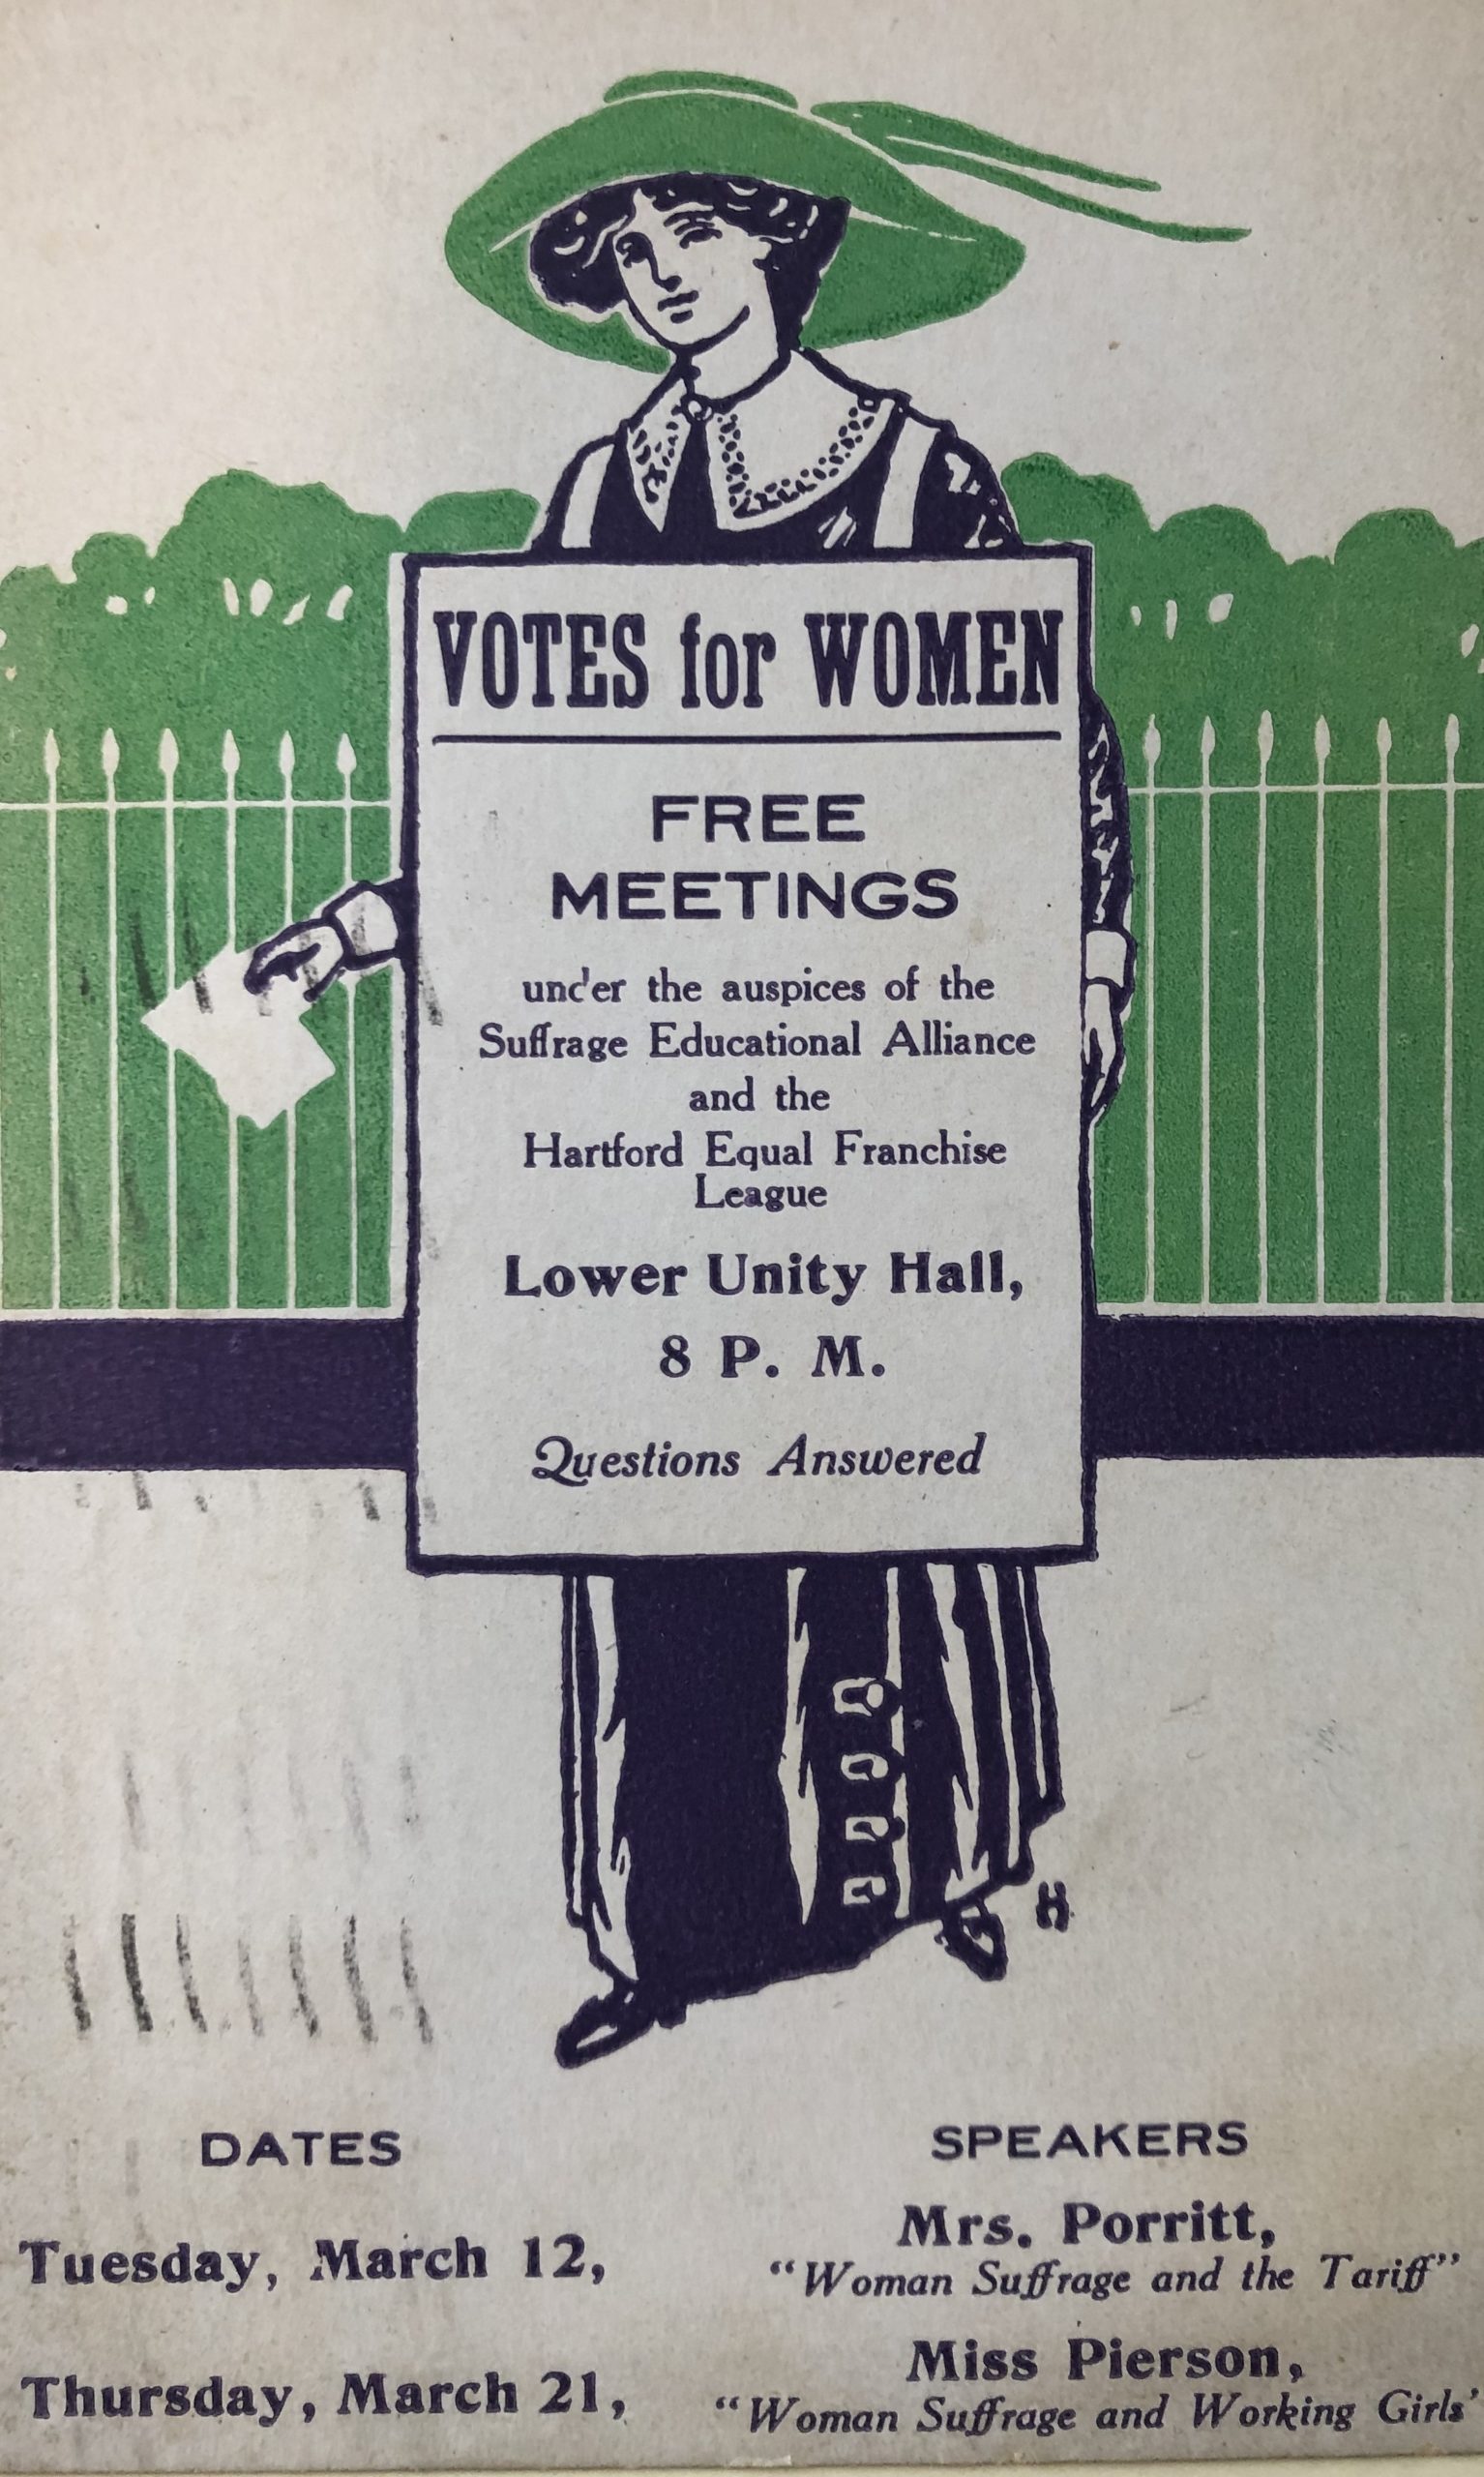 VOTES for WOMEN
FREE
MEETINGS
under the auspices of the
Suffrage Educational Alliance
and the
Hartford Equal Franchise
League
Lower Unity Hall,
8 P. M.
Questions Answered
H
DATES
Tuesday, March 12,
Thursday, March 21,
SPEAKERS
Mrs. Porritt,
"Woman Suffrage and the Tariff"
Miss Pierson,
"Woman Suffrage and Working Girls'